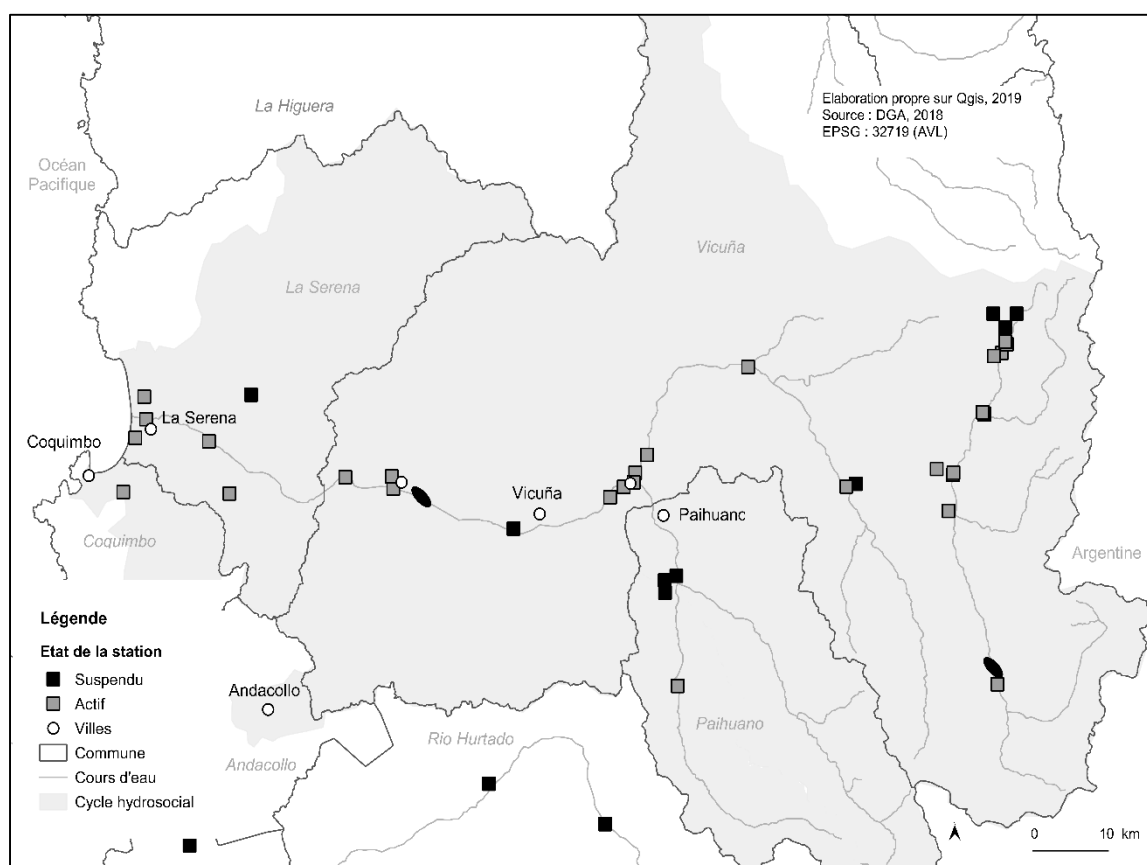 Elaboration propre sur Qgis, 2019
Source : DGA, 2018
EPSG : 32719 (AVL)
La Higuera
Océan
Pacifique
Vicuña
La Serena
La Serena
Coquimbo
Vicuña
Paihuanc
Coquimbo
Argentine
Légende
Etat de la station
Suspendu
Actif
Villes
Commune
Cours d'eau
Cycle hydrosocial
Andacollo
Andacollo
Rio Hurtado
Paihuano
0 10 km